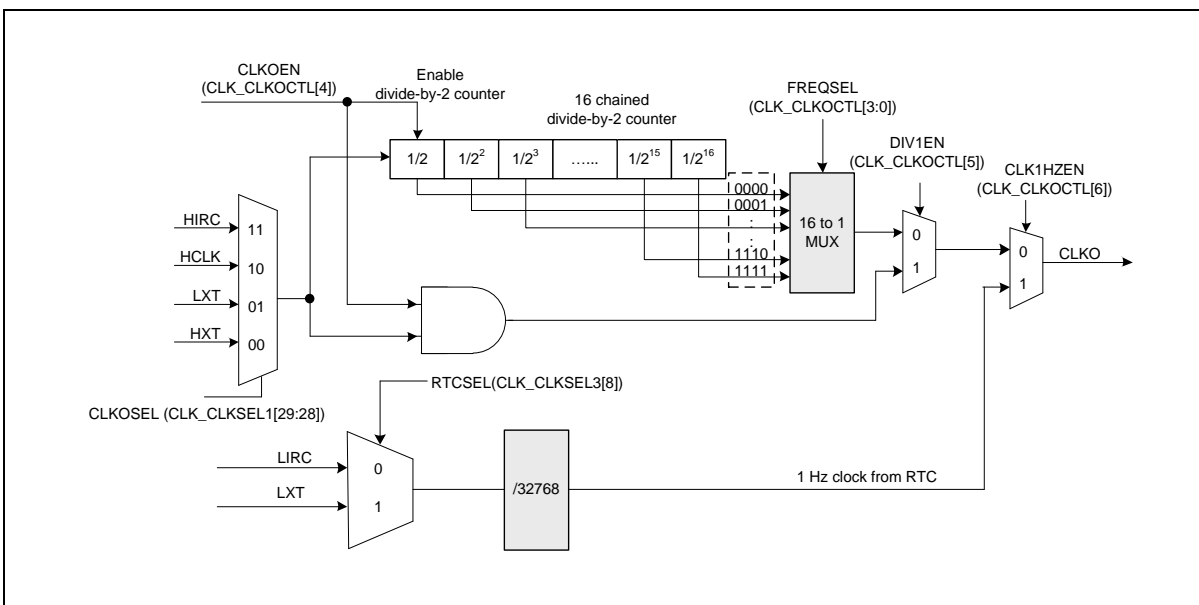 CLKOEN
(CLK_CLKOCTL[4])
Enable
divide-by-2 counter
16 chained
divide-by-2 counter
FREQSEL
(CLK_CLKOCTL[3:0])
DIV1EN
(CLK_CLKOCTL[5])
CLK1HZEN
(CLK_CLKOCTL[6])
1/2 1/2² 1/2³ …... 1/2¹⁵ 1/2¹⁶
0000
0001
:
:
1110
1111
16 to 1
MUX
0
1
0
1
CLKO
HIRC 11
HCLK 10
LXT 01
HXT 00
CLKOSEL (CLK_CLKSEL1[29:28])
RTCSEL(CLK_CLKSEL3[8])
LIRC 0
LXT 1
/32768
1 Hz clock from RTC